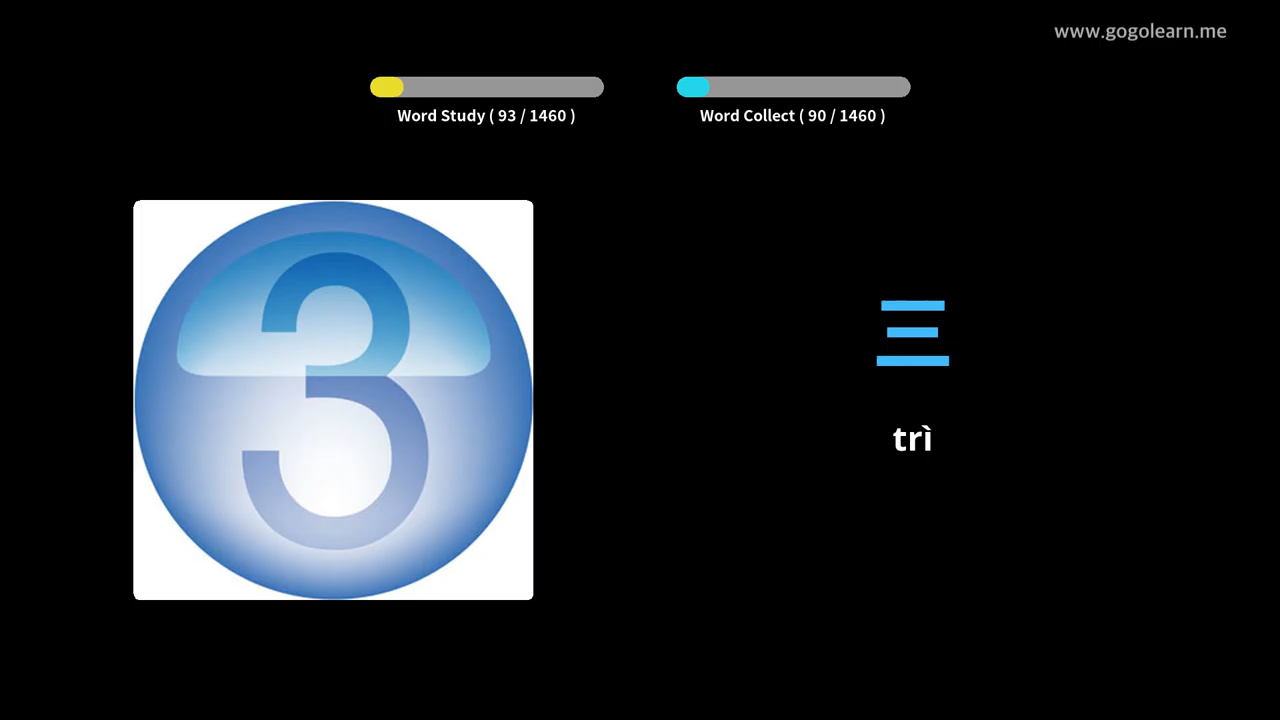 www.gogolearn.me
Word Study ( 93 / 1460 )
Word Collect ( 90 / 1460 )
3
三
trì